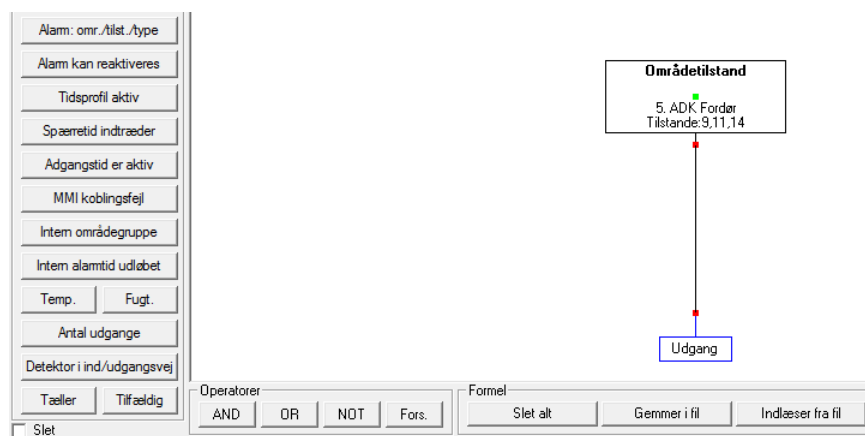 Alarm: omr./tilst./type
Alarm kan reaktiveres
Tidsprofil aktiv
Spærretid indtræder
Adgangstid er aktiv
MMI koblingsfejl
Intern områdegruppe
Intern alarmtid udløbet
Temp. Fugt.
Antal udgange
Detektor i ind/udgangsvej
Tæller Tilfældig
Slet
Områdetilstand
5. ADK Fordør
Tilstande:9,11,14
Udgang
Operatorer
AND OR NOT Fors.
Formel
Slet alt Gemmer i fil Indlæser fra fil